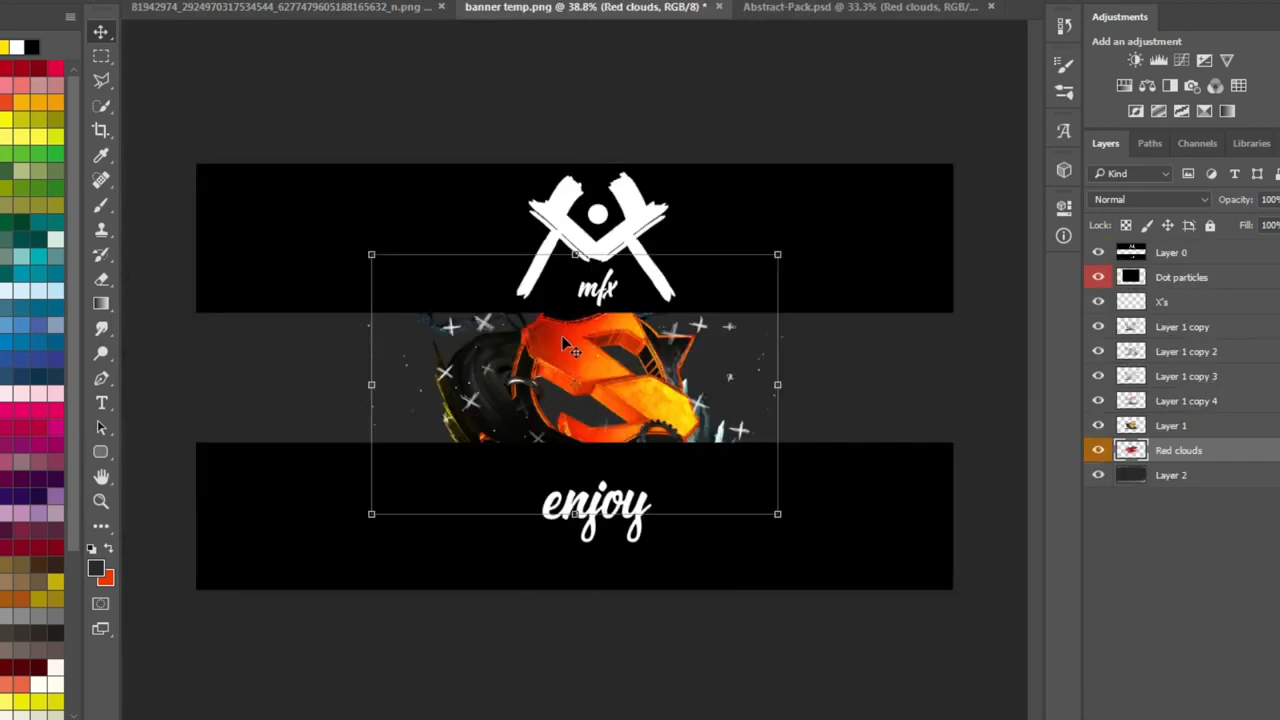 81942974_2924970317534544_6277479605188165632_n.png
banner temp.png @ 38.8% (Red clouds, RGB/8) *
Abstract-Pack.psd @ 33.3% (Red clouds, RGB/...
Adjustments
Add an adjustment
Layers
Paths
Channels
Libraries
Kind
Normal
Opacity: 100%
Lock:
Fill: 100%
Layer 0
Dot particles
X's
Layer 1 copy
Layer 1 copy 2
Layer 1 copy 3
Layer 1 copy 4
Layer 1
Red clouds
Layer 2
mfx
enjoy